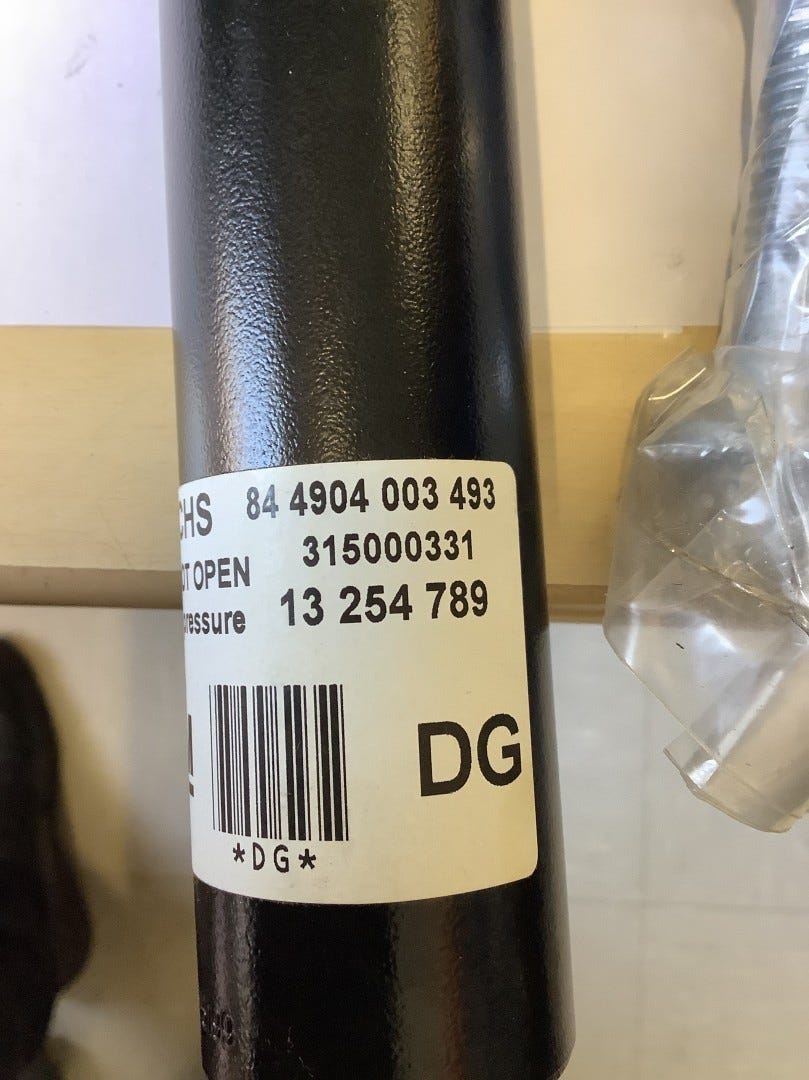 CHS 84 4904 003 493
315000331
OT OPEN
13 254 789
ressure
DG
*DG*